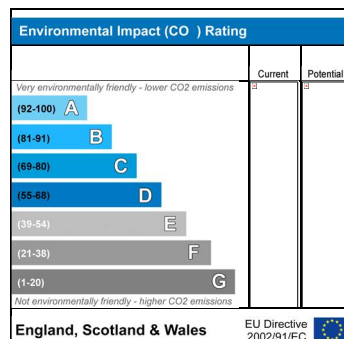 Environmental Impact (CO  ) Rating
Current Potential
Very environmentally friendly - lower CO2 emissions
(92-100) A
(81-91) B
(69-80) C
(55-68) D
(39-54) E
(21-38) F
(1-20) G
Not environmentally friendly - higher CO2 emissions
England, Scotland & Wales
EU Directive
2002/91/EC